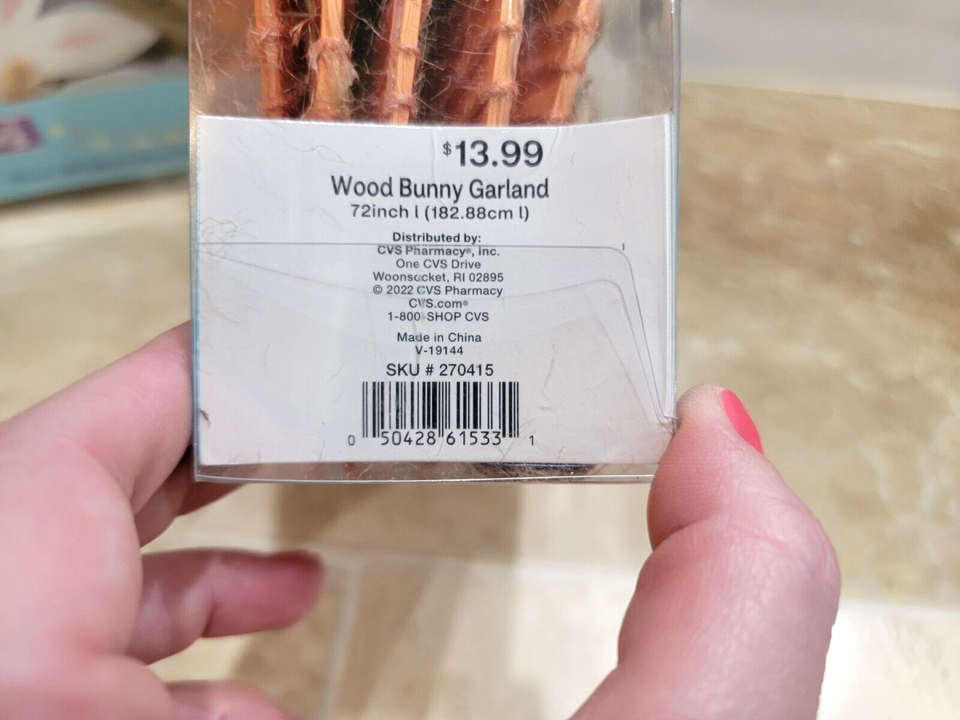 $13.99
Wood Bunny Garland
72inch l (182.88cm l)
Distributed by:
CVS Pharmacy®, Inc.
One CVS Drive
Woonsocket, RI 02895
© 2022 CVS Pharmacy
CVS.com®
1-800-SHOP CVS
Made in China
V-19144
SKU # 270415
0 50428 61533 1